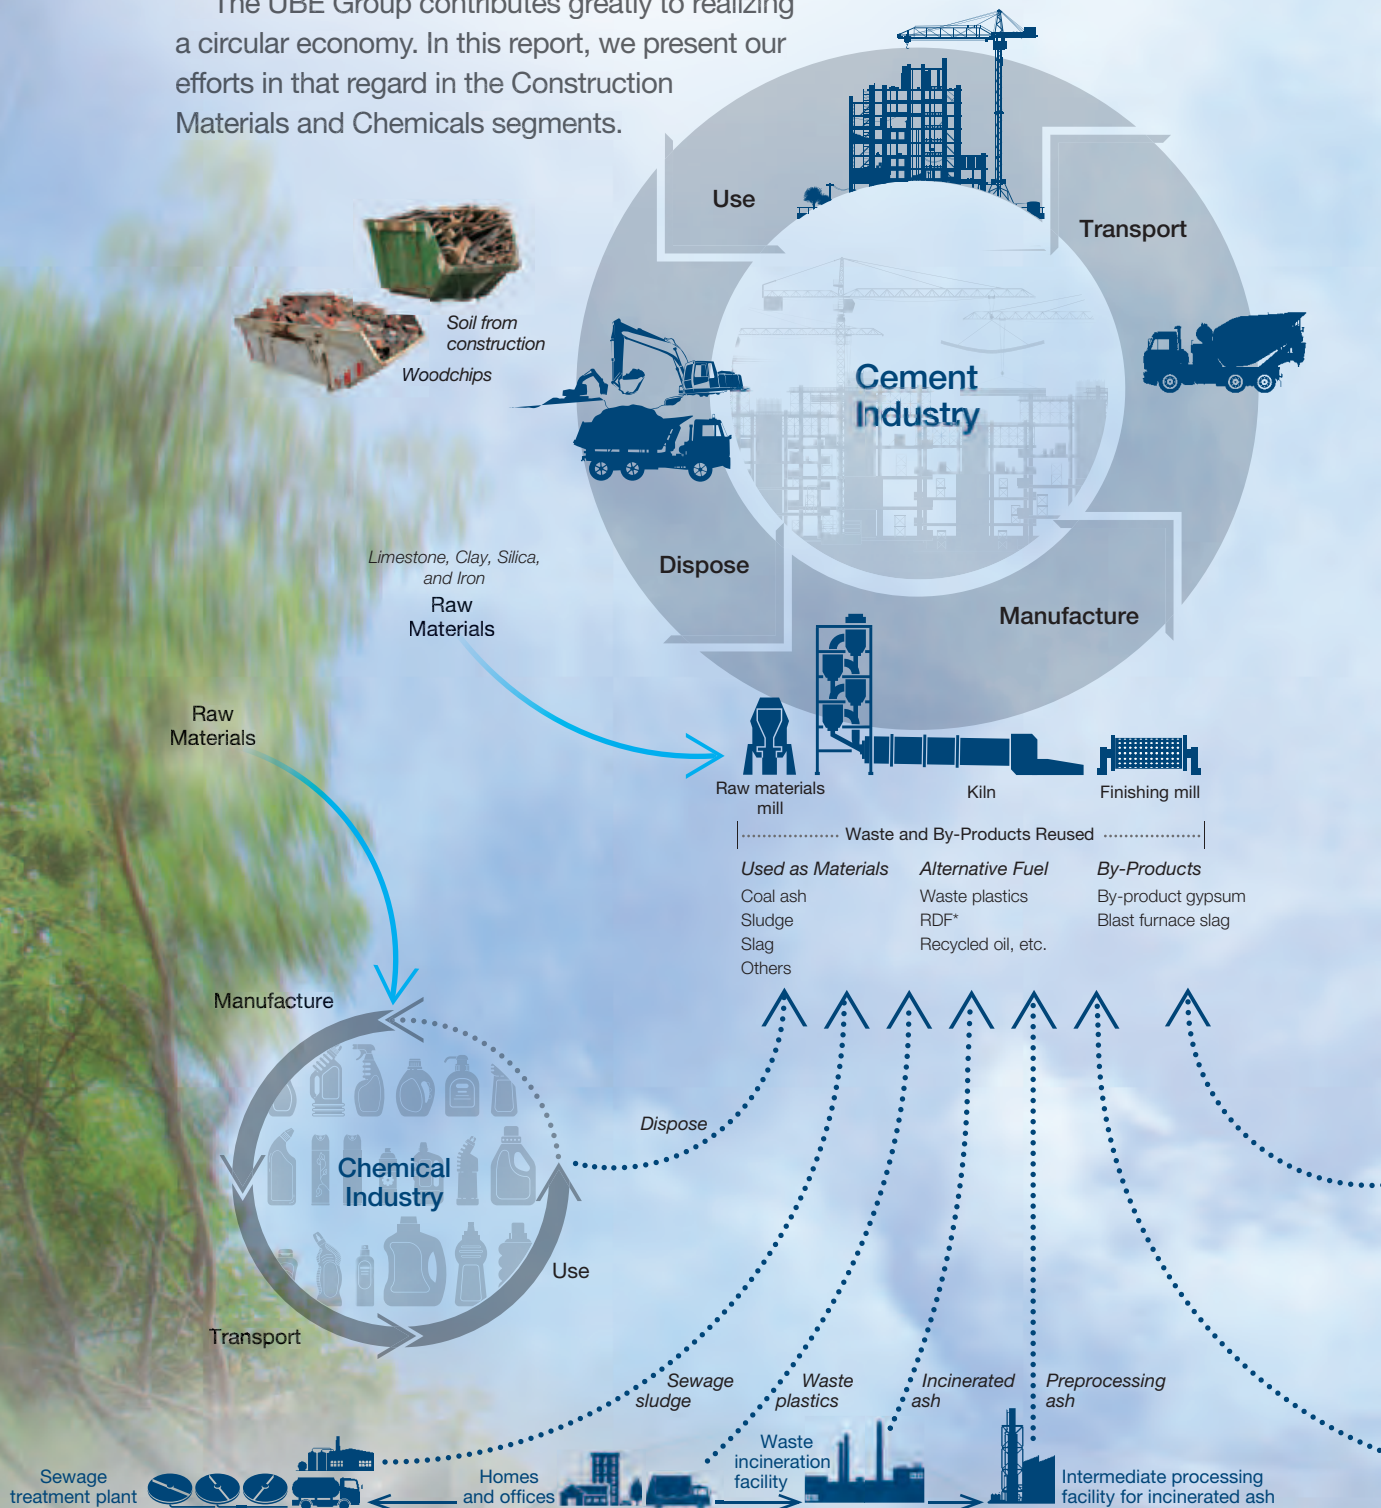 The UBE Group contributes greatly to realizing
a circular economy. In this report, we present our
efforts in that regard in the Construction
Materials and Chemicals segments.
Use
Transport
Soil from
construction
Woodchips
Cement
Industry
Limestone, Clay, Silica,
and Iron
Raw
Materials
Dispose
Manufacture
Raw
Materials
Raw materials
mill
Kiln
Finishing mill
Waste and By-Products Reused
Used as Materials
Coal ash
Sludge
Slag
Others
Alternative Fuel
Waste plastics
RDF*
Recycled oil, etc.
By-Products
By-product gypsum
Blast furnace slag
Manufacture
Dispose
Chemical
Industry
Use
Transport
Sewage
sludge
Waste
plastics
Incinerated
ash
Preprocessing
ash
Sewage
treatment plant
Homes
and offices
Waste
incineration
facility
Intermediate processing
facility for incinerated ash